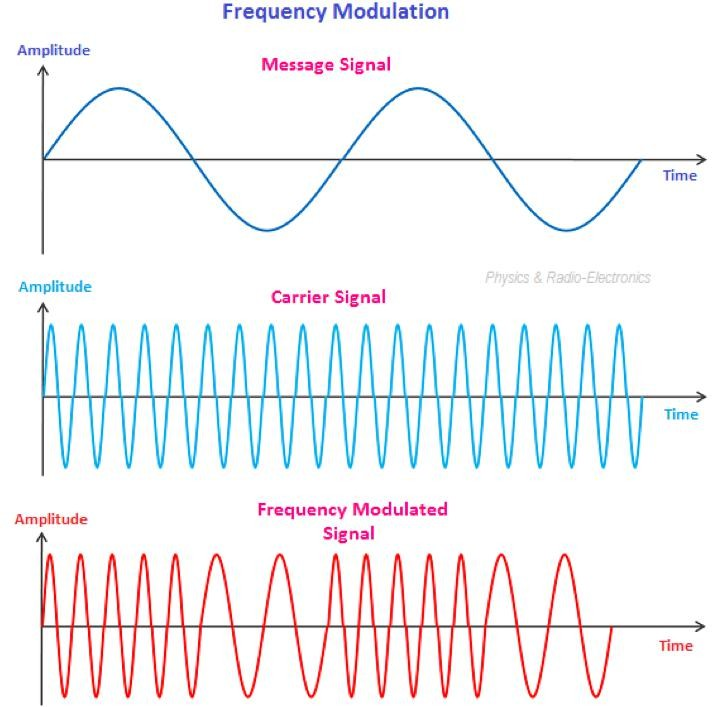 Frequency Modulation
Amplitude
Message Signal
Time
Physics & Radio-Electronics
Amplitude
Carrier Signal
Time
Frequency Modulated
Signal
Amplitude
Time